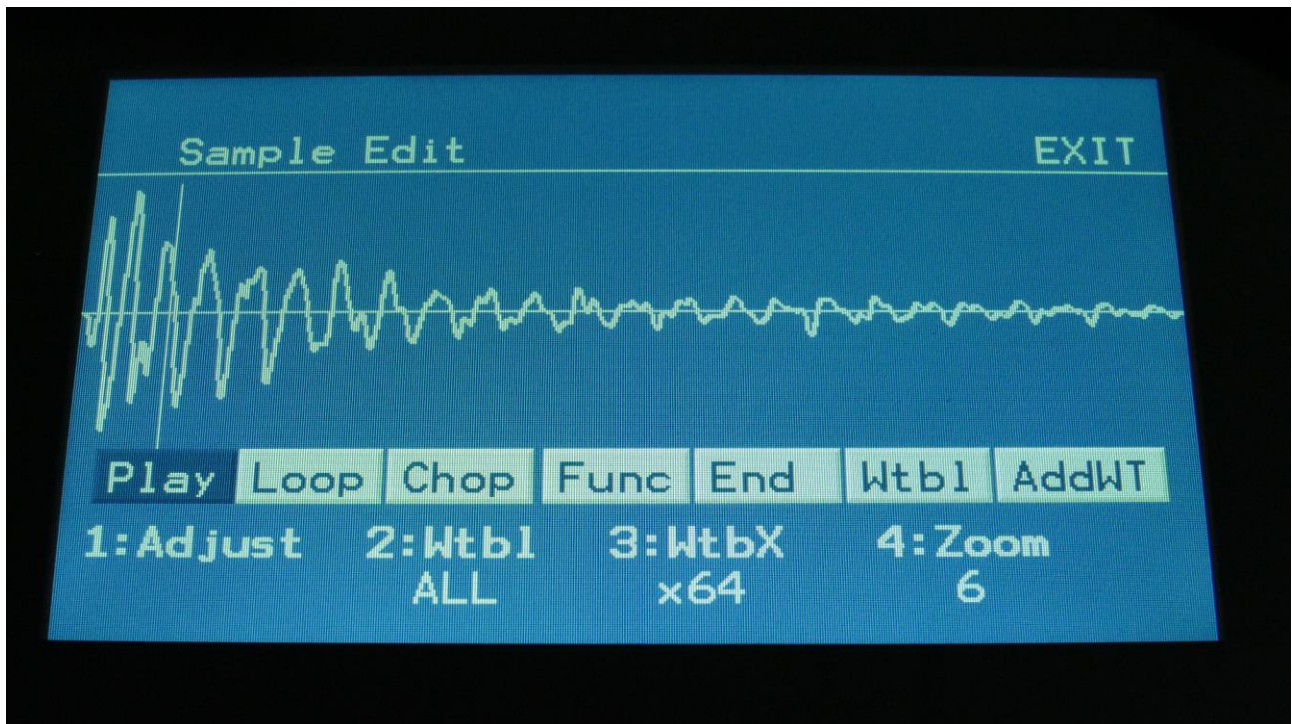 Sample Edit EXIT
Play Loop Chop Func End Wtbl AddWT
1:Adjust 2:Wtbl 3:WtbX 4:Zoom
ALL x64 6